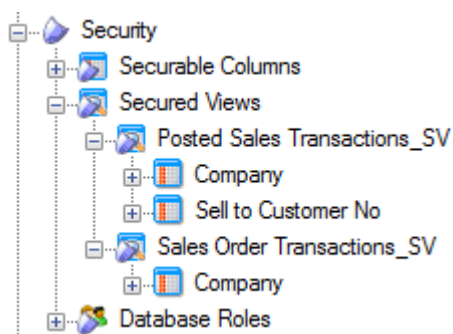 Security
Securable Columns
Secured Views
Posted Sales Transactions_SV
Company
Sell to Customer No
Sales Order Transactions_SV
Company
Database Roles